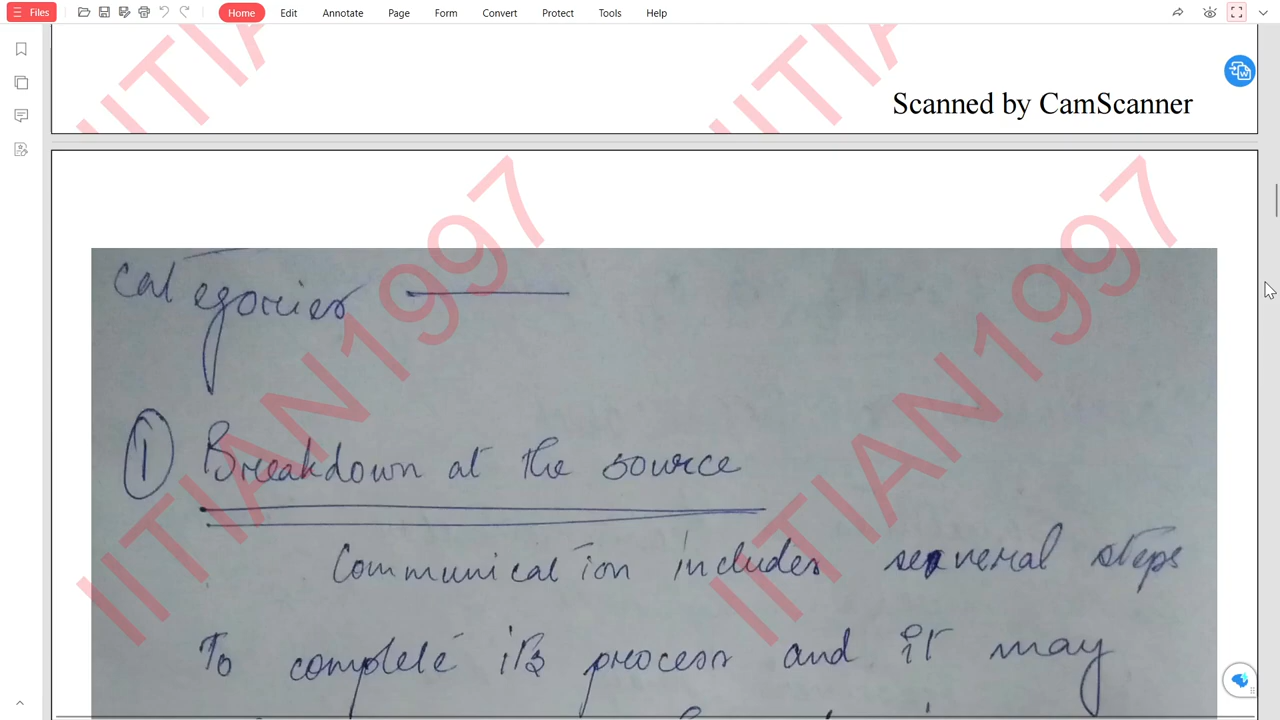 Files
Home
Edit
Annotate
Page
Form
Convert
Protect
Tools
Help
Scanned by CamScanner
IITIAN1997
IITIAN1997
categories
1 Breakdown at the source
Communication includes several steps
To complete its process and it may